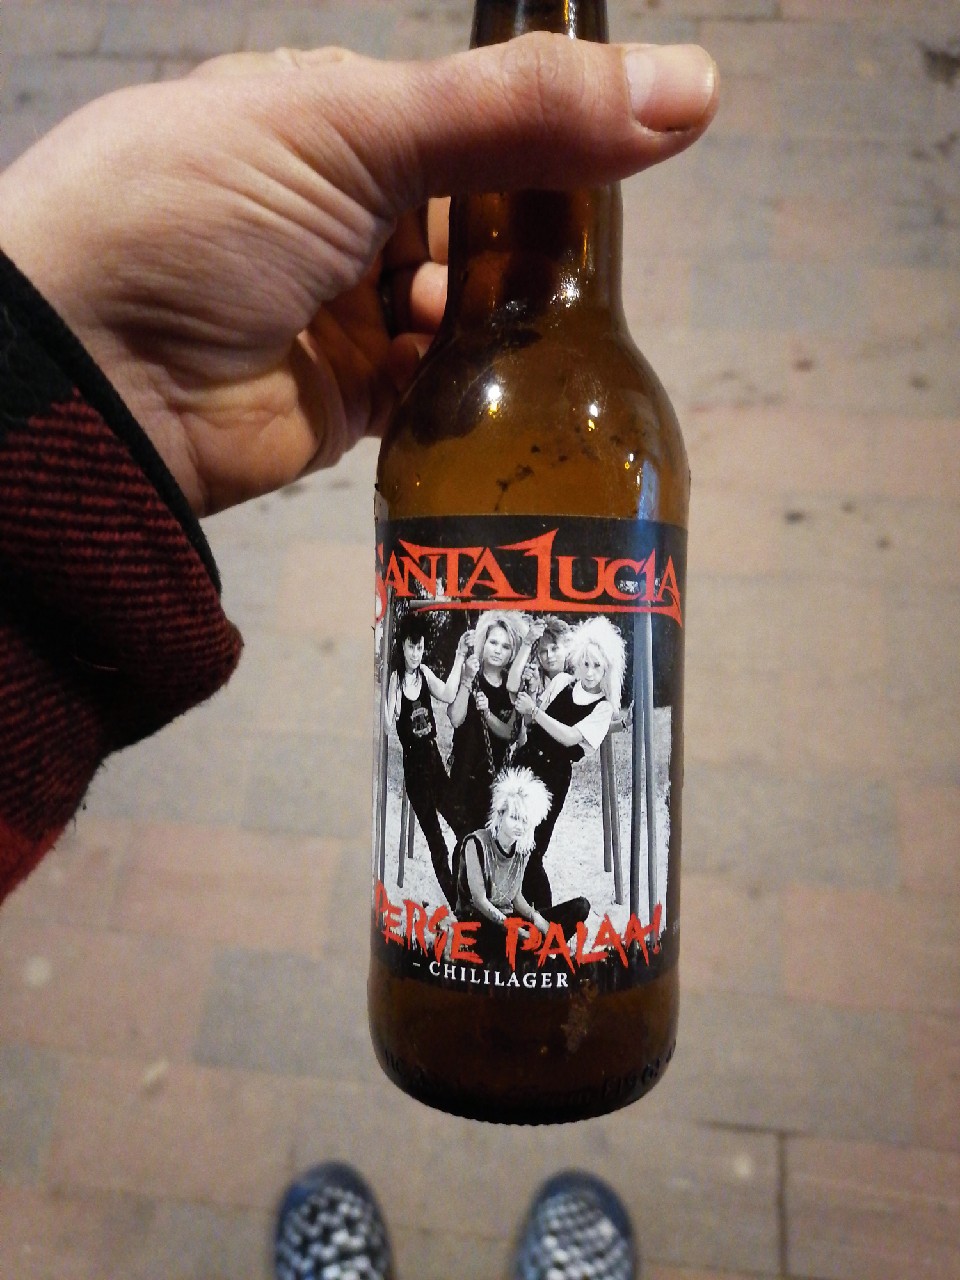 SANTA LUCIA
PERSE PALAA!
- CHILILAGER